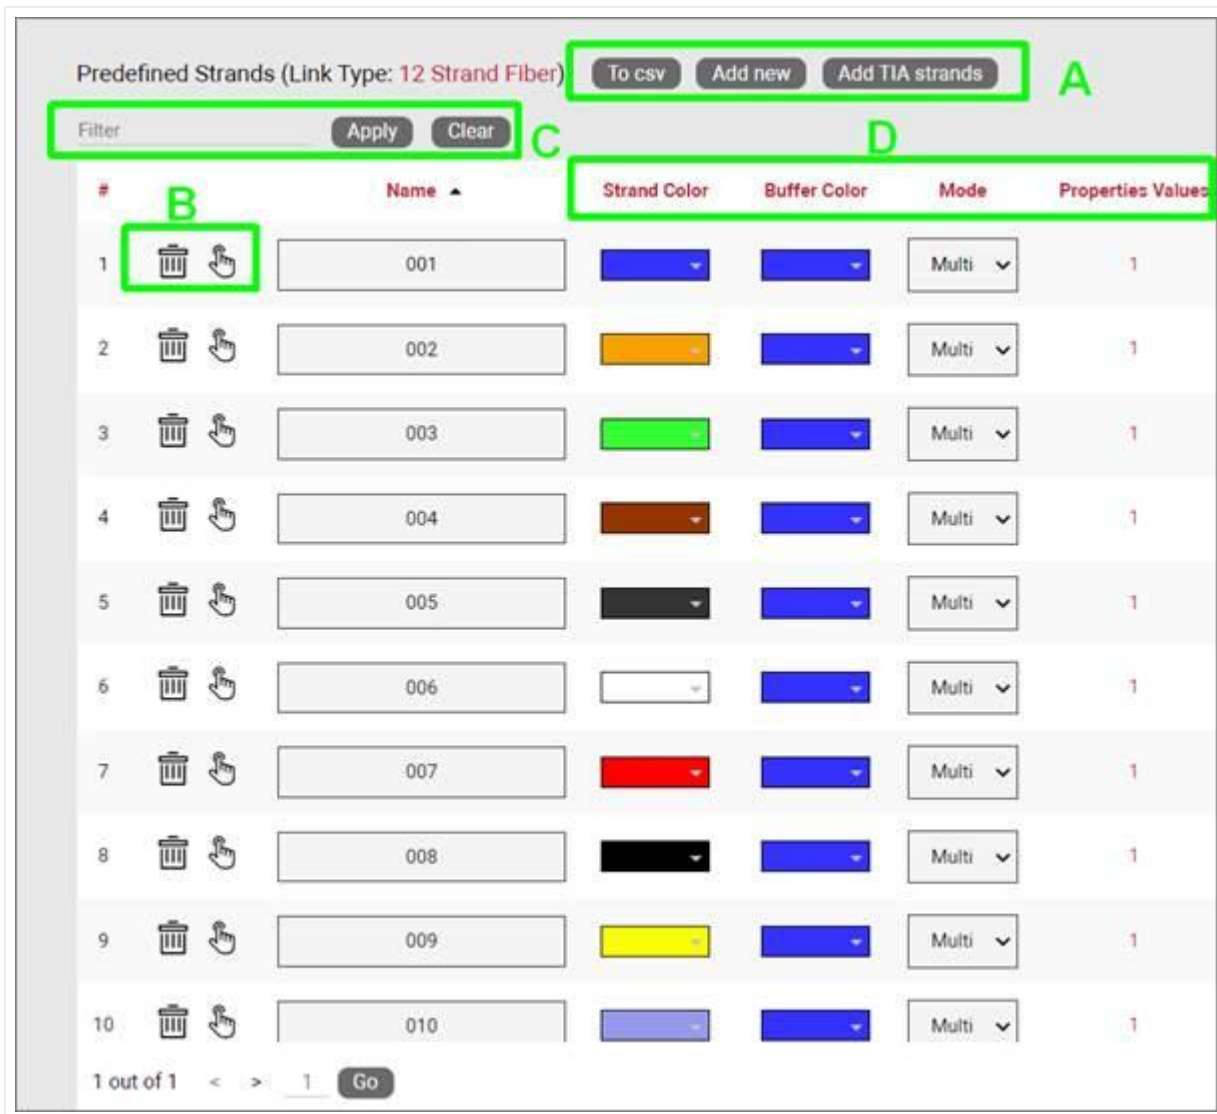 Predefined Strands (Link Type: 12 Strand Fiber) To csv Add new Add TIA strands A
Filter Apply Clear C D
# Name Strand Color Buffer Color Mode Properties Values
B
1 001 Multi 1
2 002 Multi 1
3 003 Multi 1
4 004 Multi 1
5 005 Multi 1
6 006 Multi 1
7 007 Multi 1
8 008 Multi 1
9 009 Multi 1
10 010 Multi 1
1 out of 1 < > 1 Go